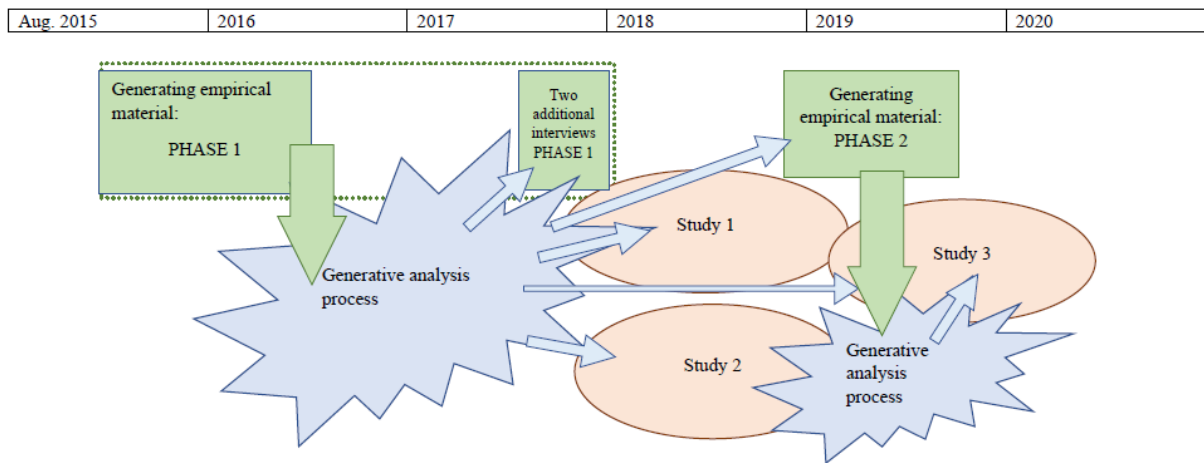 Aug. 2015 2016 2017 2018 2019 2020
Generating empirical
material:
PHASE 1
Two
additional
interviews
PHASE 1
Generating
empirical material:
PHASE 2
Study 1
Study 3
Generative analysis
process
Study 2
Generative
analysis
process